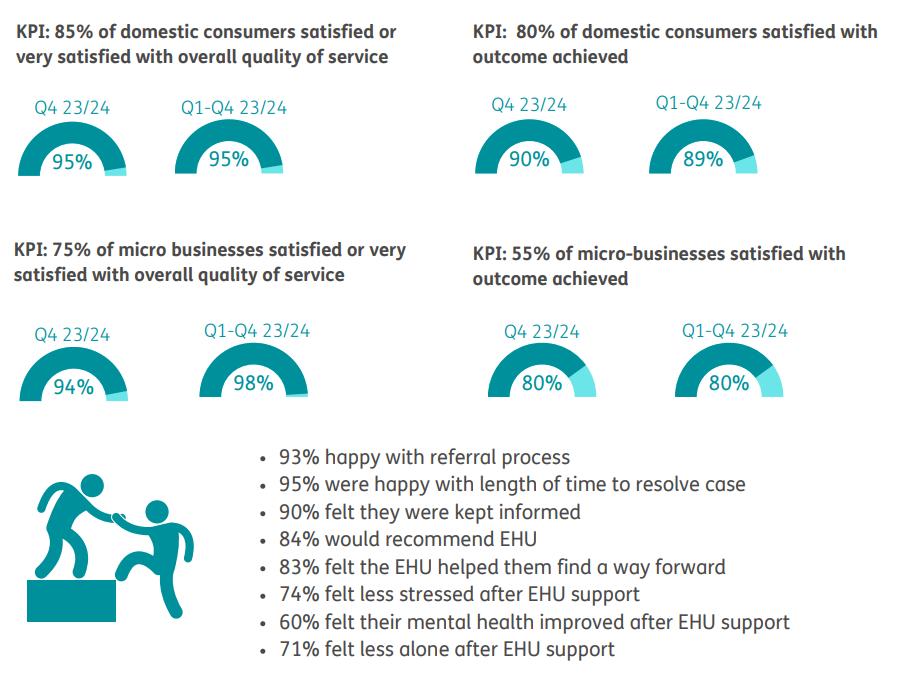 KPI: 85% of domestic consumers satisfied or
very satisfied with overall quality of service
Q4 23/24
Q1-Q4 23/24
95%
95%
KPI:  80% of domestic consumers satisfied with
outcome achieved
Q4 23/24
Q1-Q4 23/24
90%
89%
KPI: 75% of micro businesses satisfied or very
satisfied with overall quality of service
Q4 23/24
Q1-Q4 23/24
94%
98%
KPI: 55% of micro-businesses satisfied with
outcome achieved
Q4 23/24
Q1-Q4 23/24
80%
80%
• 93% happy with referral process
• 95% were happy with length of time to resolve case
• 90% felt they were kept informed
• 84% would recommend EHU
• 83% felt the EHU helped them find a way forward
• 74% felt less stressed after EHU support
• 60% felt their mental health improved after EHU support
• 71% felt less alone after EHU support